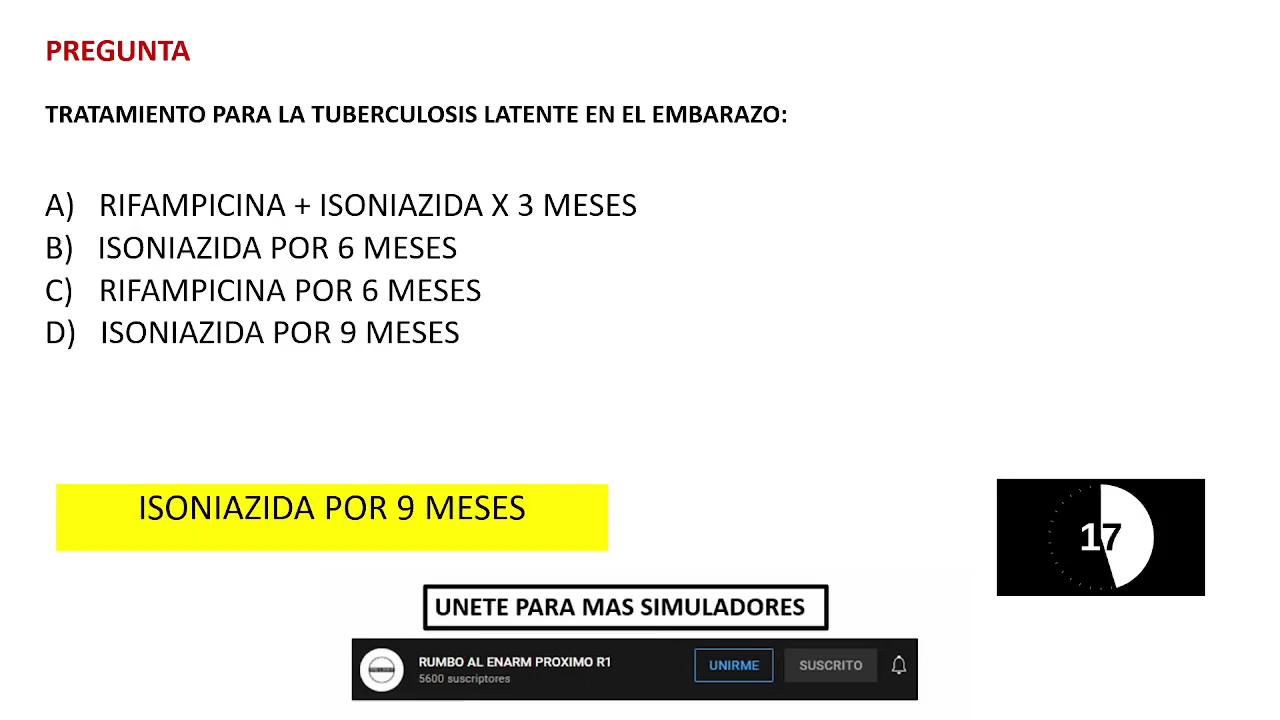 PREGUNTA
TRATAMIENTO PARA LA TUBERCULOSIS LATENTE EN EL EMBARAZO:
A) RIFAMPICINA + ISONIAZIDA X 3 MESES
B) ISONIAZIDA POR 6 MESES
C) RIFAMPICINA POR 6 MESES
D) ISONIAZIDA POR 9 MESES
ISONIAZIDA POR 9 MESES
17
UNETE PARA MAS SIMULADORES
RUMBO AL ENARM PROXIMO R1
5600 suscriptores
UNIRME
SUSCRITO